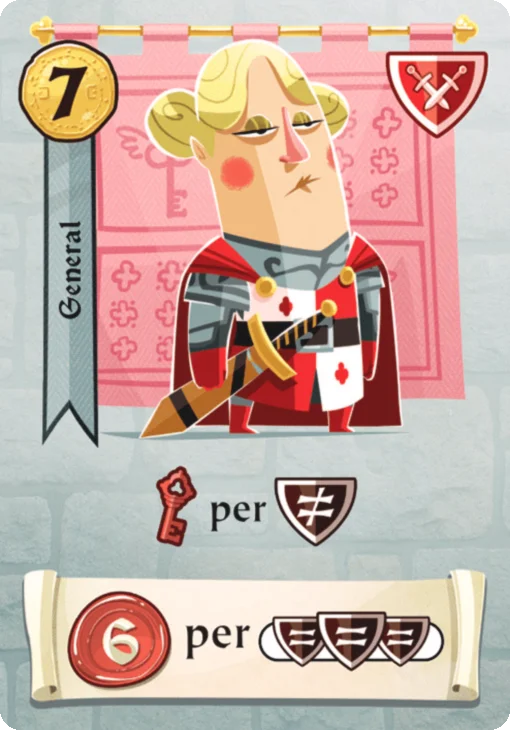 7
General
per
≠
6 per
= = =